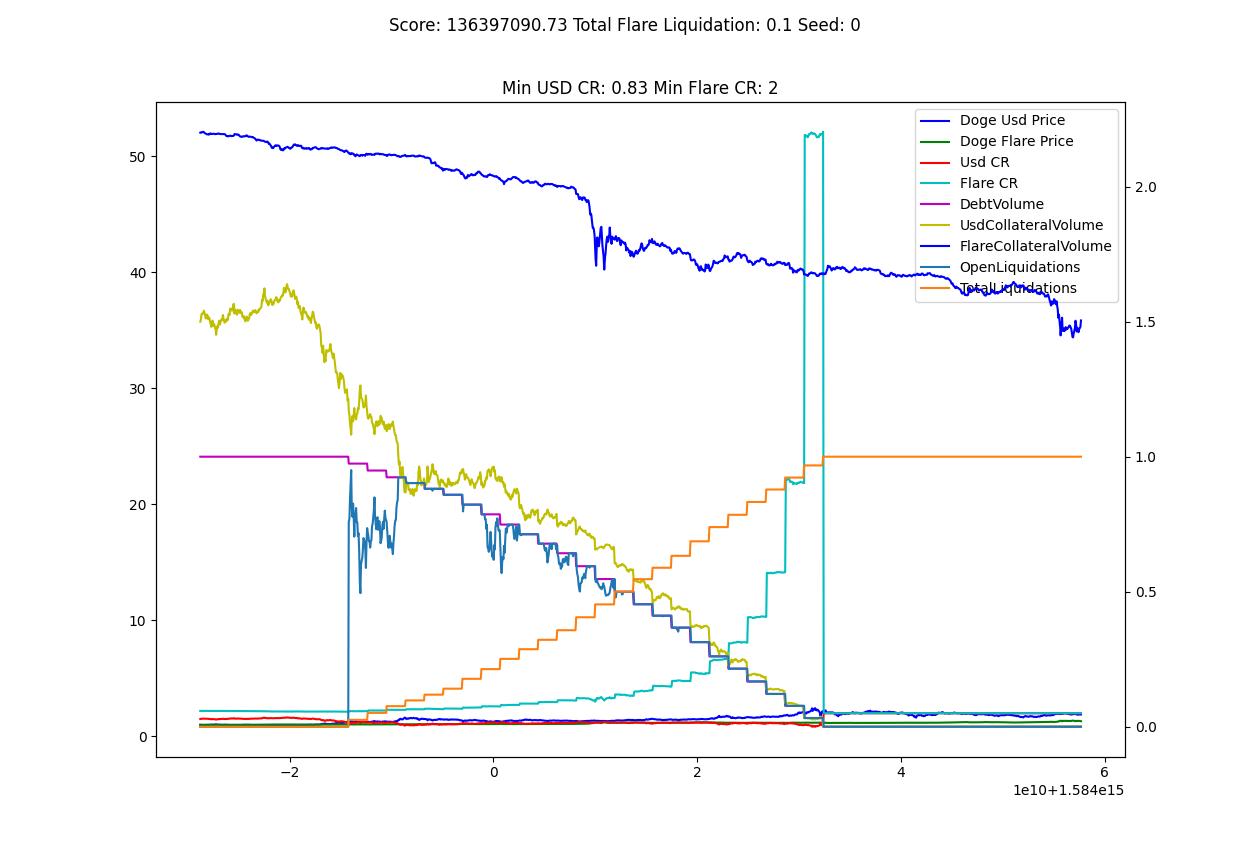 Score: 136397090.73 Total Flare Liquidation: 0.1 Seed: 0
Min USD CR: 0.83 Min Flare CR: 2
Doge Usd Price
Doge Flare Price
Usd CR
Flare CR
DebtVolume
UsdCollateralVolume
FlareCollateralVolume
OpenLiquidations
TotalLiquidations
50
40
30
20
10
0
2.0
1.5
1.0
0.5
0.0
−2
0
2
4
6
1e10+1.584e15